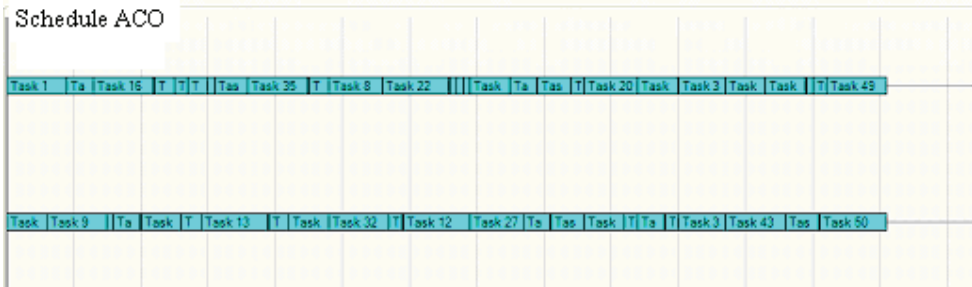 Schedule ACO
Task 1 Ta Task 16 T T T Tas Task 35 T Task 8 Task 22 Task Ta Tas T Task 20 Task Task 3 Task Task T Task 49
Task Task 9 Ta Task T Task 13 T Task Task 32 T Task 12 Task 27 Ta Tas Task T Ta T Task 3 Task 43 Tas Task 50